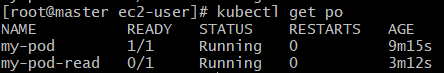 [root@master ec2-user]# kubectl get po
NAME READY STATUS RESTARTS AGE
my-pod 1/1 Running 0 9m15s
my-pod-read 0/1 Running 0 3m12s